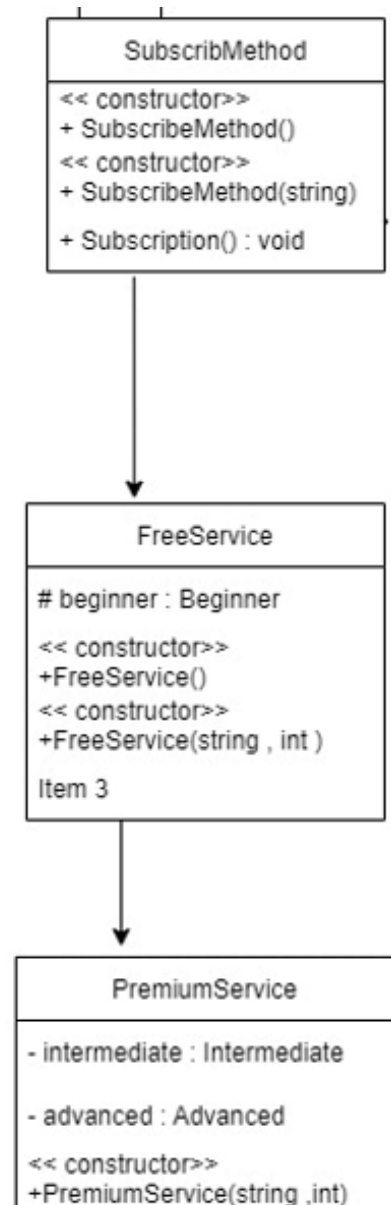 SubscribMethod
<< constructor>>
+ SubscribeMethod()
<< constructor>>
+ SubscribeMethod(string)
+ Subscription() : void
FreeService
# beginner : Beginner
<< constructor>>
+FreeService()
<< constructor>>
+FreeService(string , int )
Item 3
PremiumService
- intermediate : Intermediate
- advanced : Advanced
<< constructor>>
+PremiumService(string ,int)